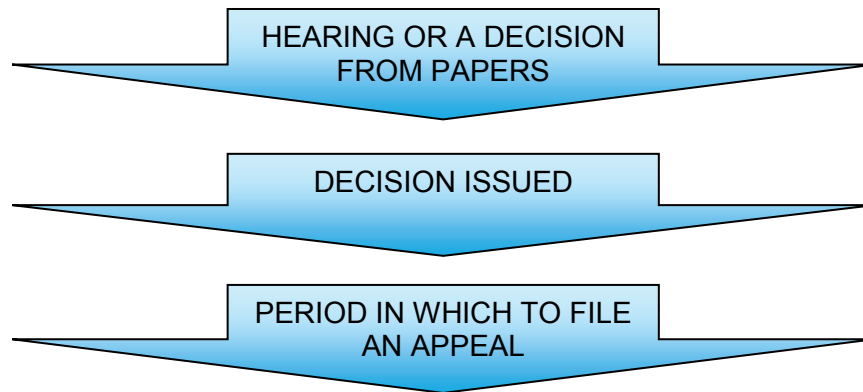 HEARING OR A DECISION
FROM PAPERS
DECISION ISSUED
PERIOD IN WHICH TO FILE
AN APPEAL